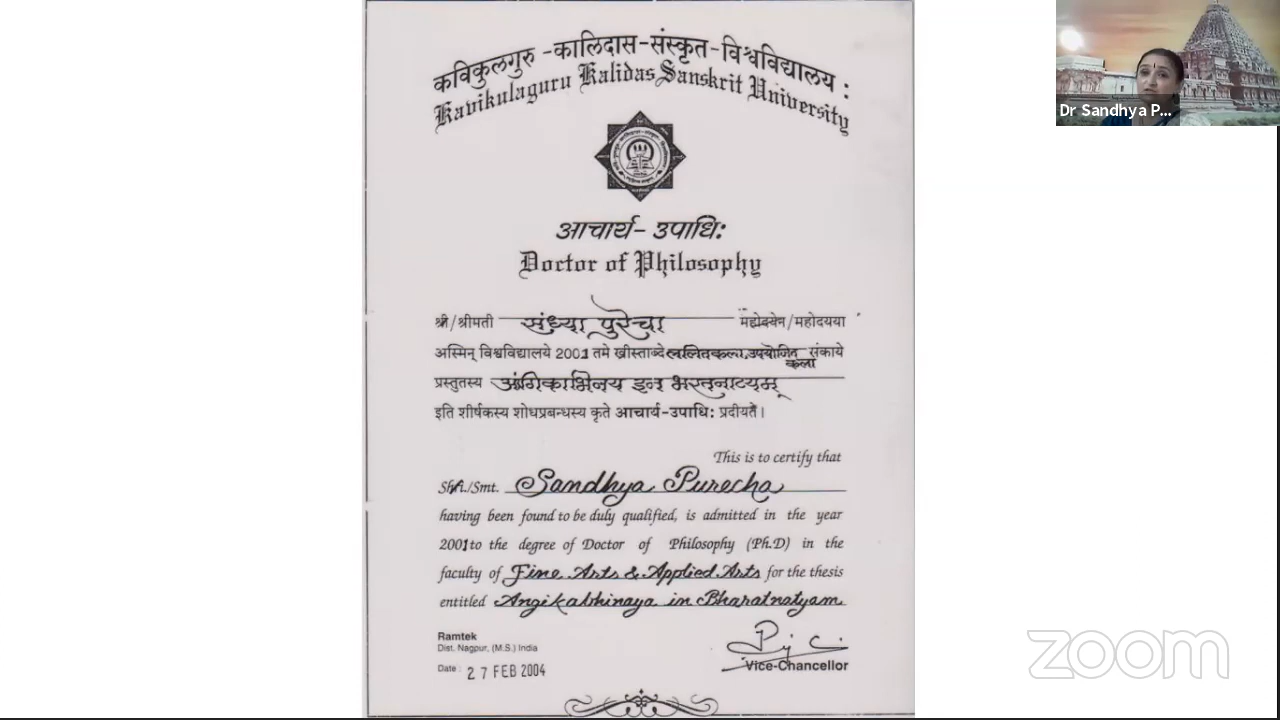 कविकुलगुरु-कालिदास-संस्कृत-विश्वविद्यालय:
Kavikulaguru Kalidas Sanskrit University
Dr Sandhya P...
आचार्य-उपाधि:
Doctor of Philosophy
श्री/श्रीमती संध्या पुरेचा महोदयेन/महोदयया
अस्मिन् विश्वविद्यालये 2001 तमे ख्रीस्ताब्दे ललितकला, उपयोजित संकाये
कला
प्रस्तुतस्य आंगिकाभिनय इन भरतनाट्यम्
इति शीर्षकस्य शोधप्रबन्धस्य कृते आचार्य-उपाधि: प्रदीयते।
This is to certify that
Shri./Smt. Sandhya Purecha
having been found to be duly qualified, is admitted in the year
2001 to the degree of Doctor of Philosophy (Ph.D) in the
faculty of Fine Arts & Applied Arts for the thesis
entitled Angikabhinaya in Bharatnatyam
Ramtek
Dist. Nagpur, (M.S.) India
Date : 27 FEB 2004
Vice-Chancellor
zoom